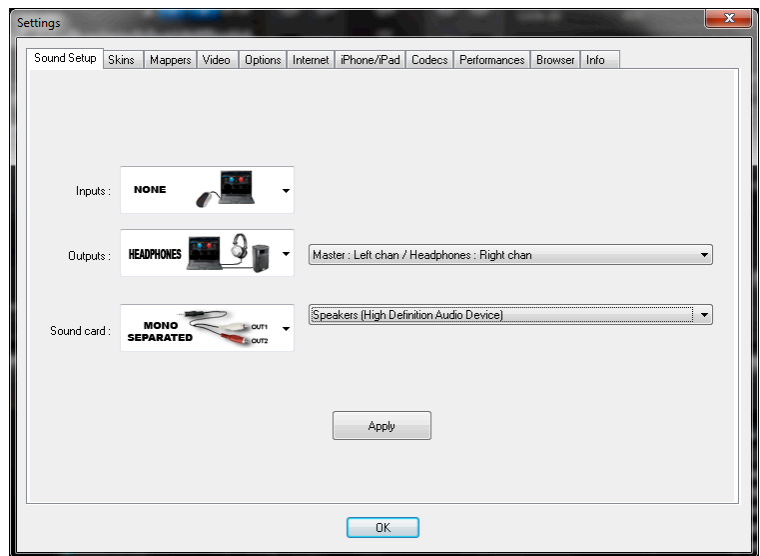 Settings
Sound Setup Skins Mappers Video Options Internet iPhone/iPad Codecs Performances Browser Info
Inputs : NONE
Outputs : HEADPHONES Master : Left chan / Headphones : Right chan
Sound card : MONO SEPARATED OUT1 OUT2 Speakers (High Definition Audio Device)
Apply
OK